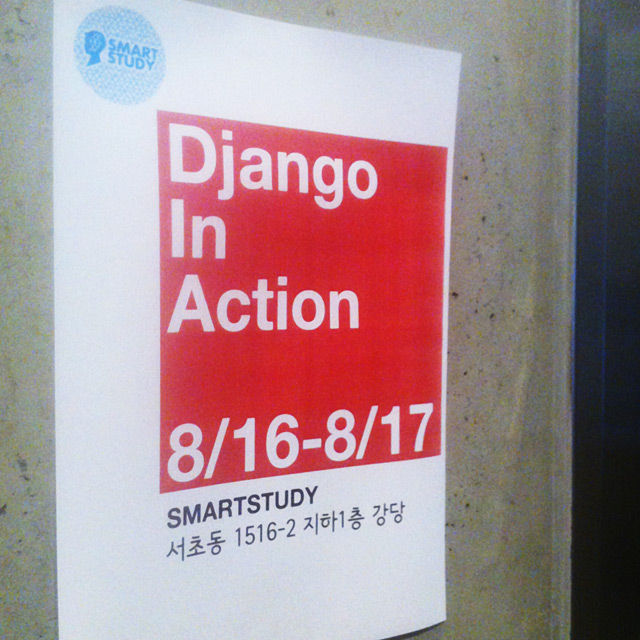 SMART
STUDY
Django
In
Action
8/16-8/17
SMARTSTUDY
서초동 1516-2 지하1층 강당